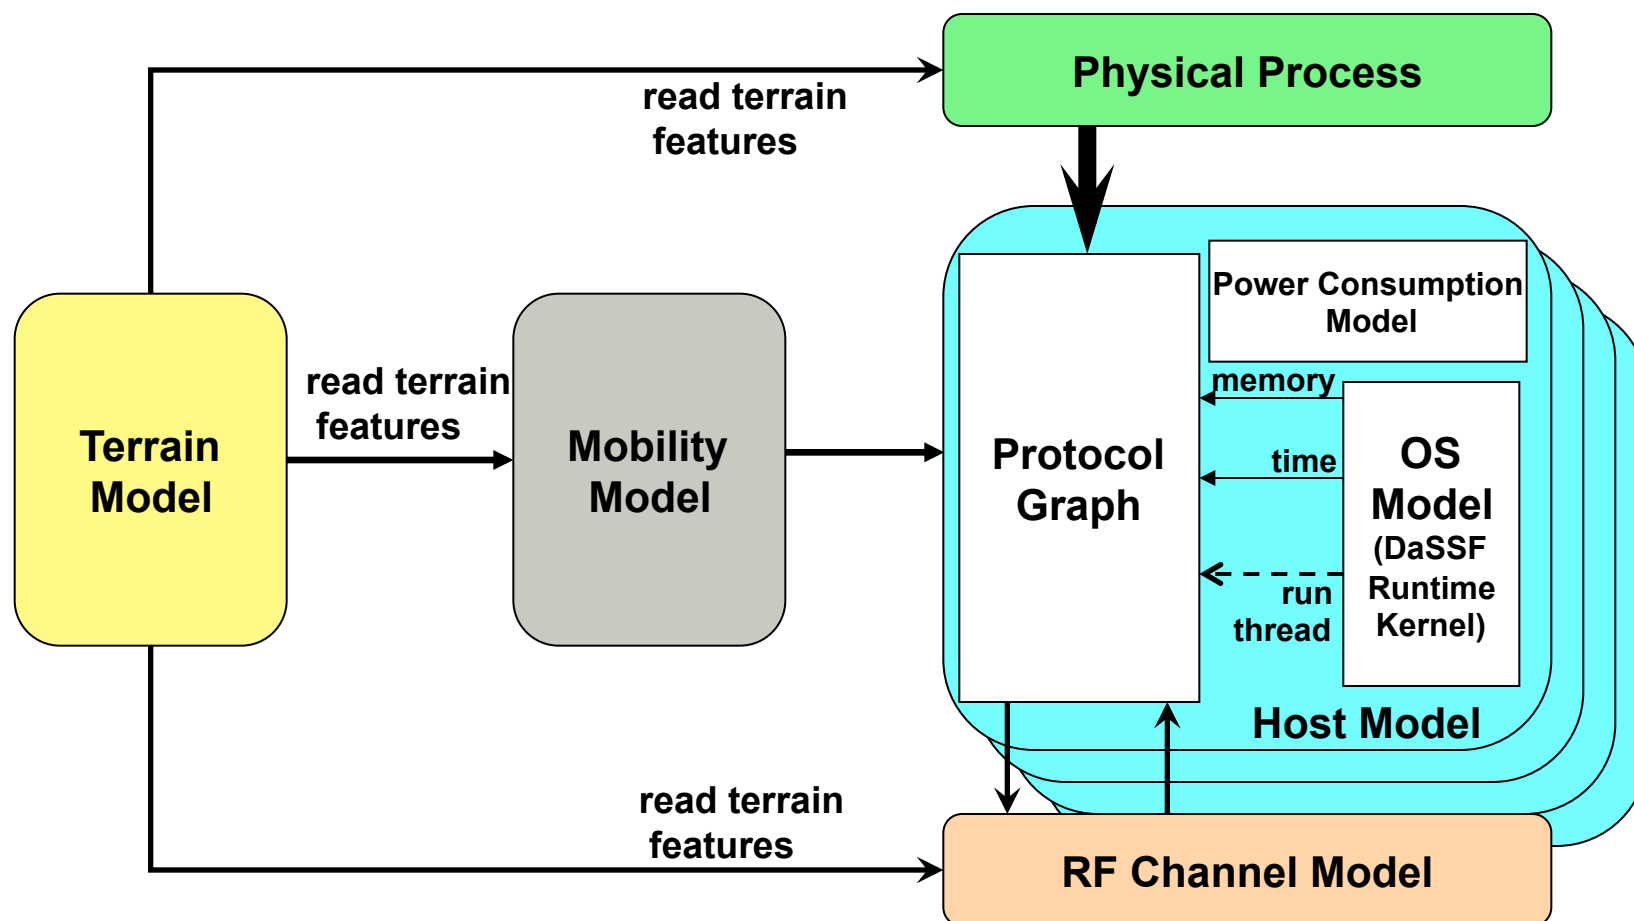 Physical Process
read terrain
features
Power Consumption
Model
read terrain
features
memory
Terrain
Model
Mobility
Model
Protocol
Graph
time
OS
Model
(DaSSF
Runtime
Kernel)
run
thread
Host Model
read terrain
features
RF Channel Model